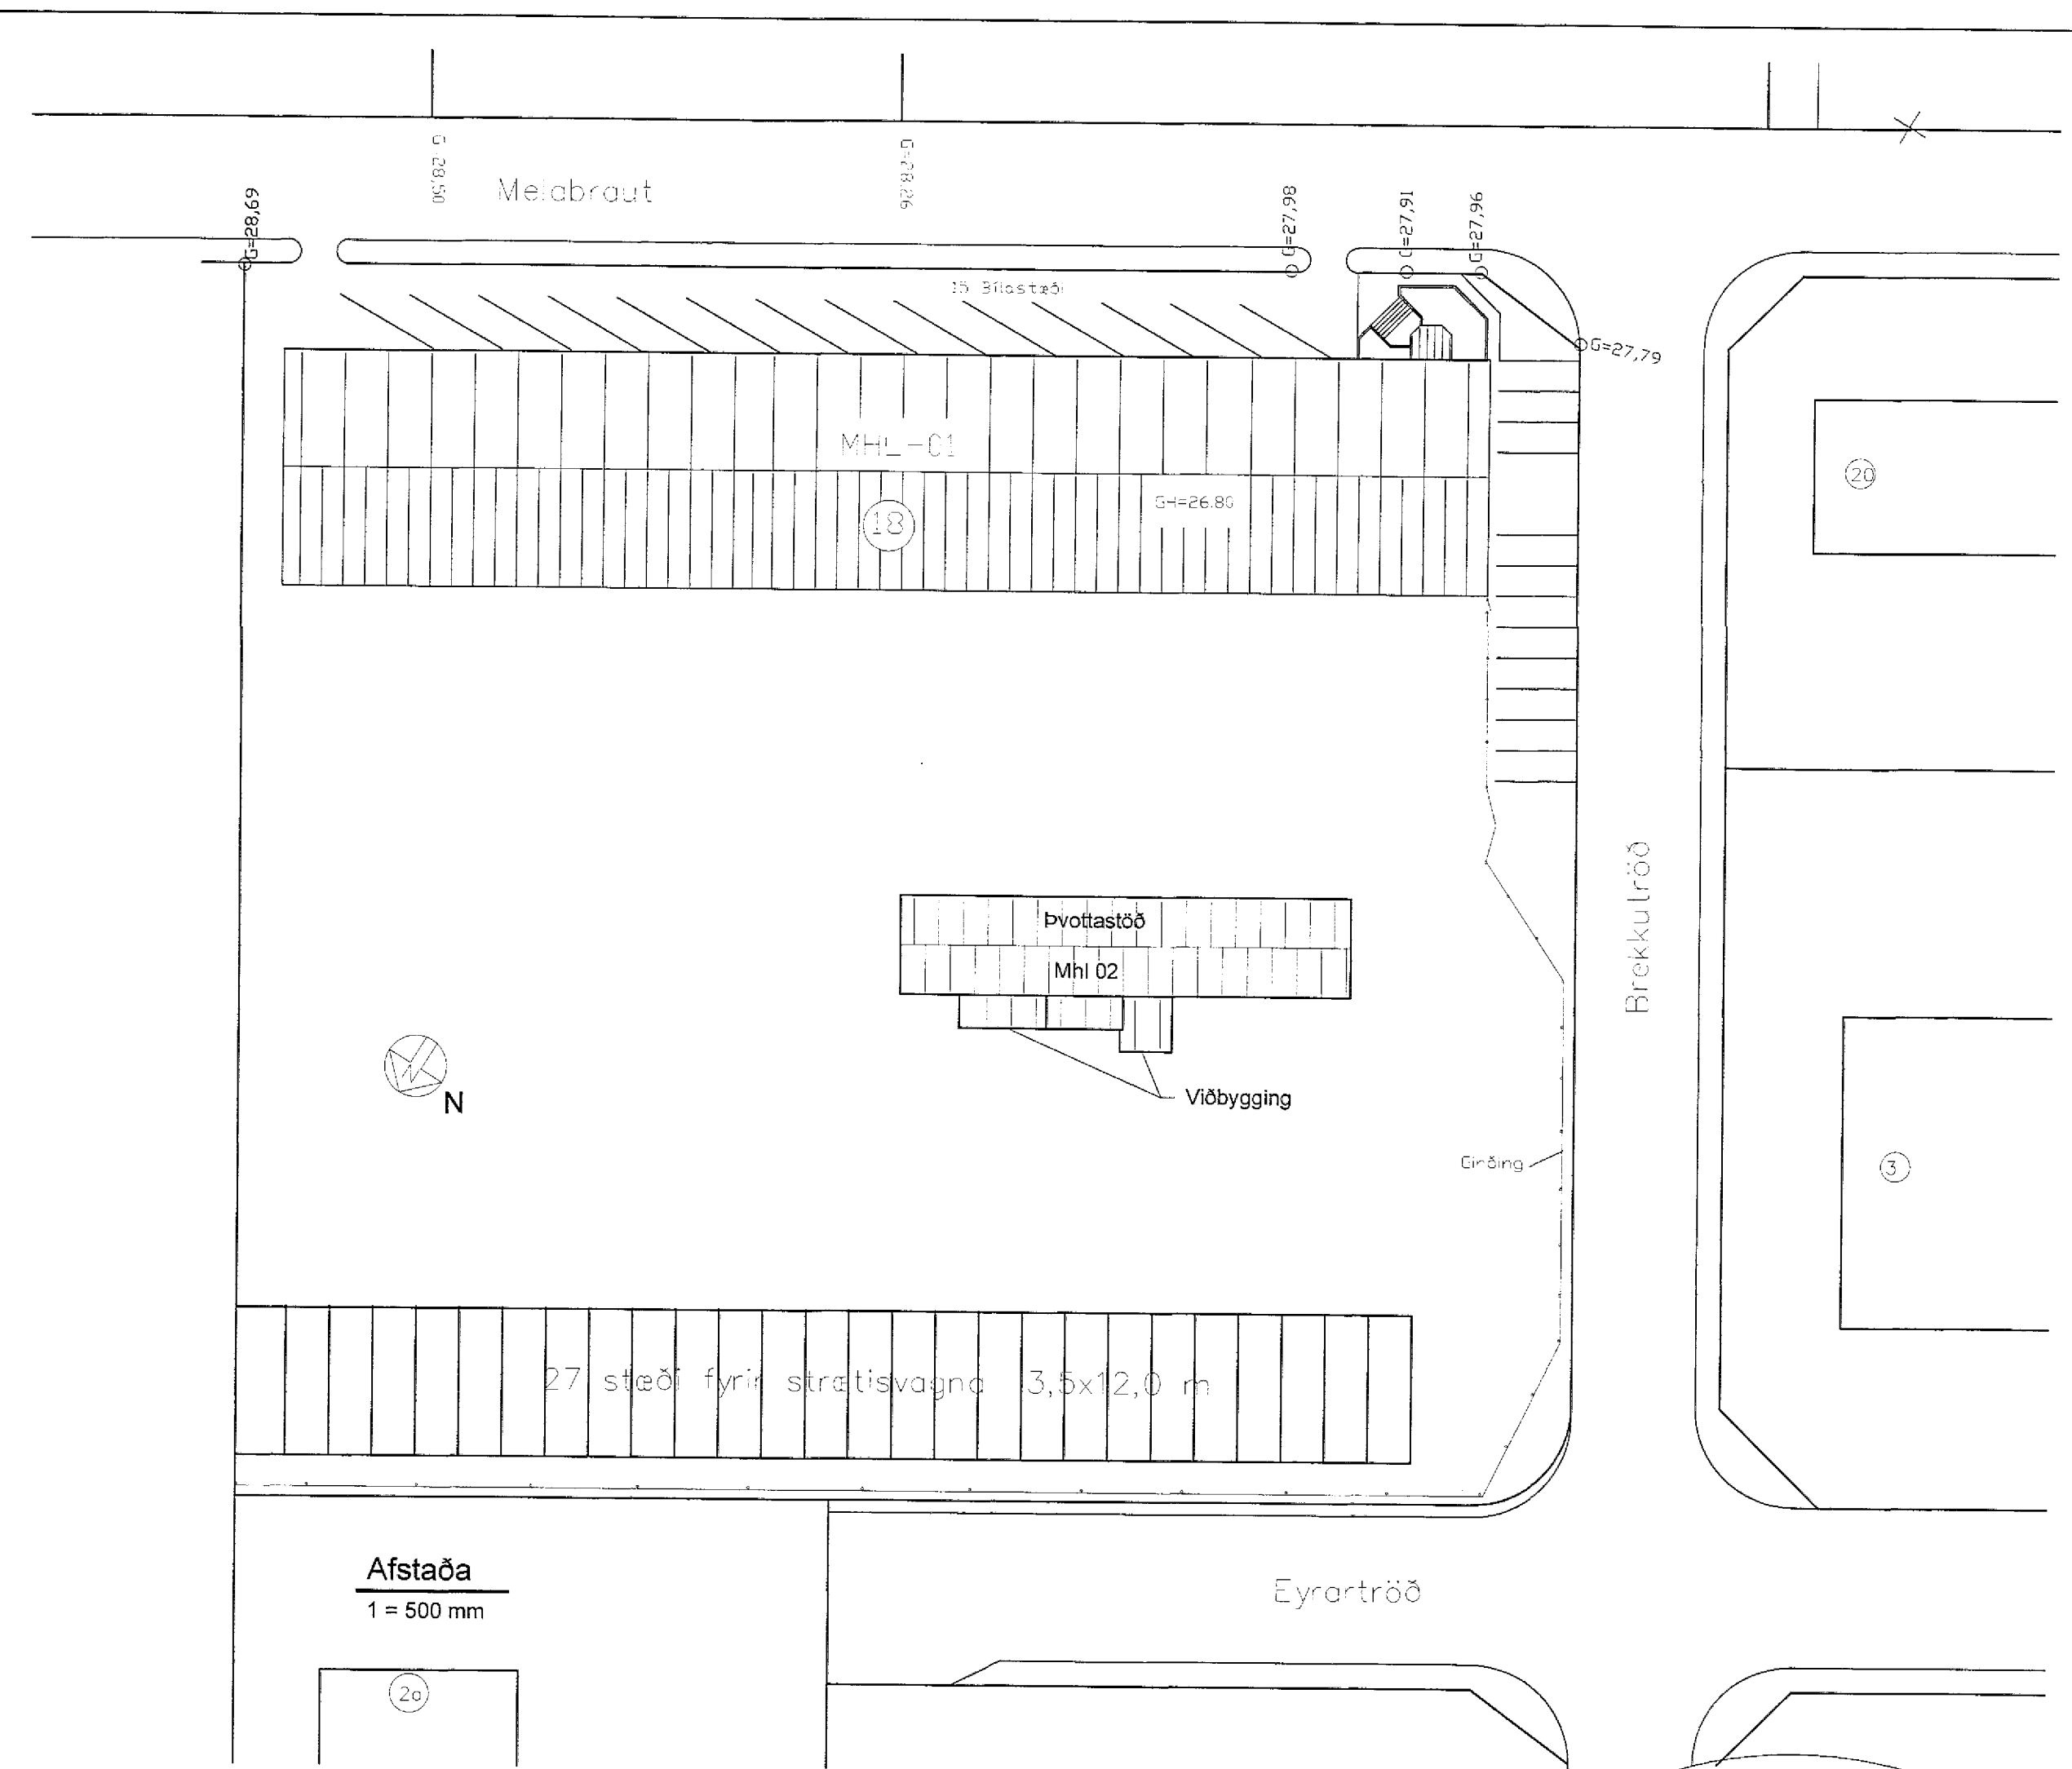 G=28,69
G=28,50
Melabraut
G=28,26
G=27,98
G=27,91
G=27,96
G=27,79
15 Bílastæði
MHL-01
18
GH=26.80
20
Þvottastöð
Mhl 02
Brekkutröð
N
Viðbygging
Girðing
3
27 stæði fyrir strætisvagna 3,5x12,0 m
Afstaða
1 = 500 mm
Eyrartröð
2a